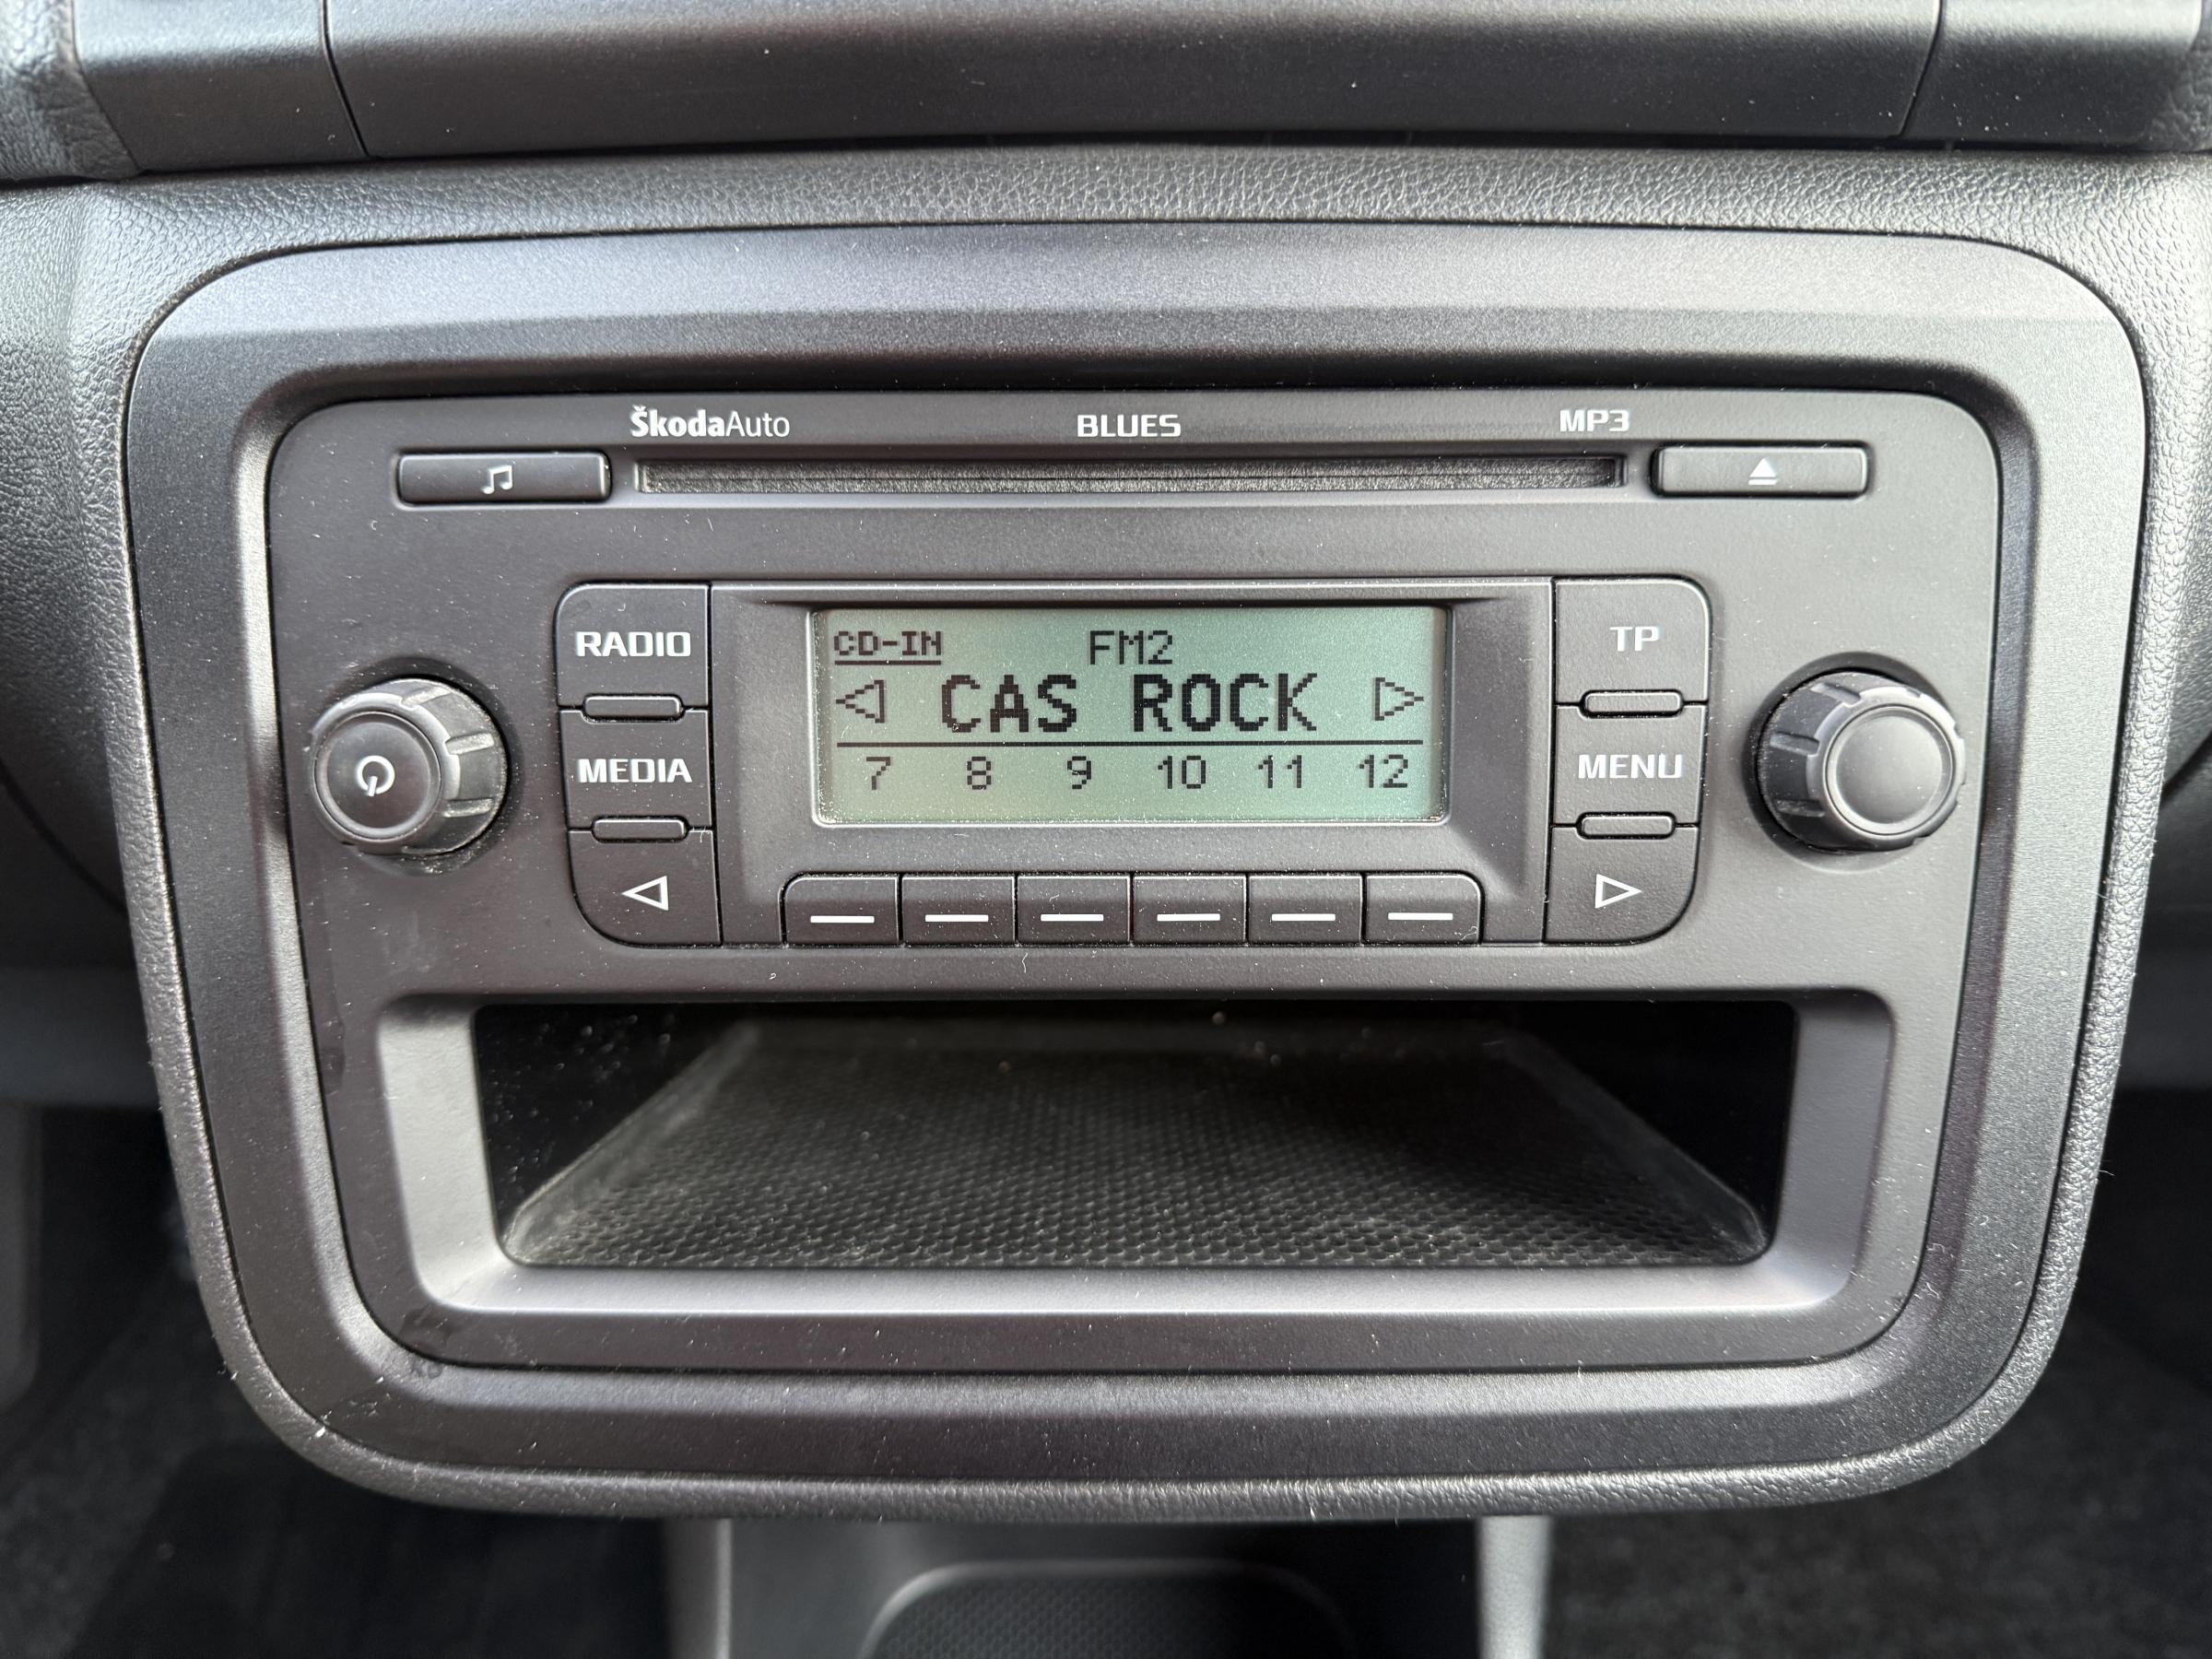 ŠkodaAuto BLUES MP3
RADIO
MEDIA
CD-IN FM2
CAS ROCK
7 8 9 10 11 12
TP
MENU